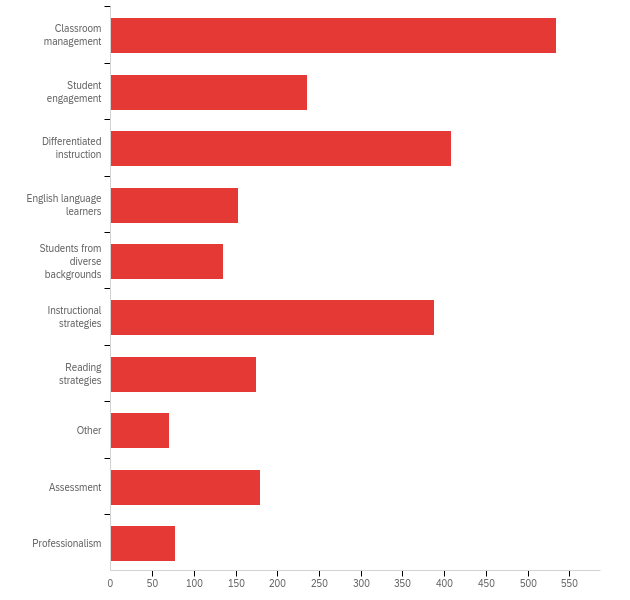 Classroom
management
Student
engagement
Differentiated
instruction
English language
learners
Students from
diverse
backgrounds
Instructional
strategies
Reading
strategies
Other
Assessment
Professionalism
0 50 100 150 200 250 300 350 400 450 500 550